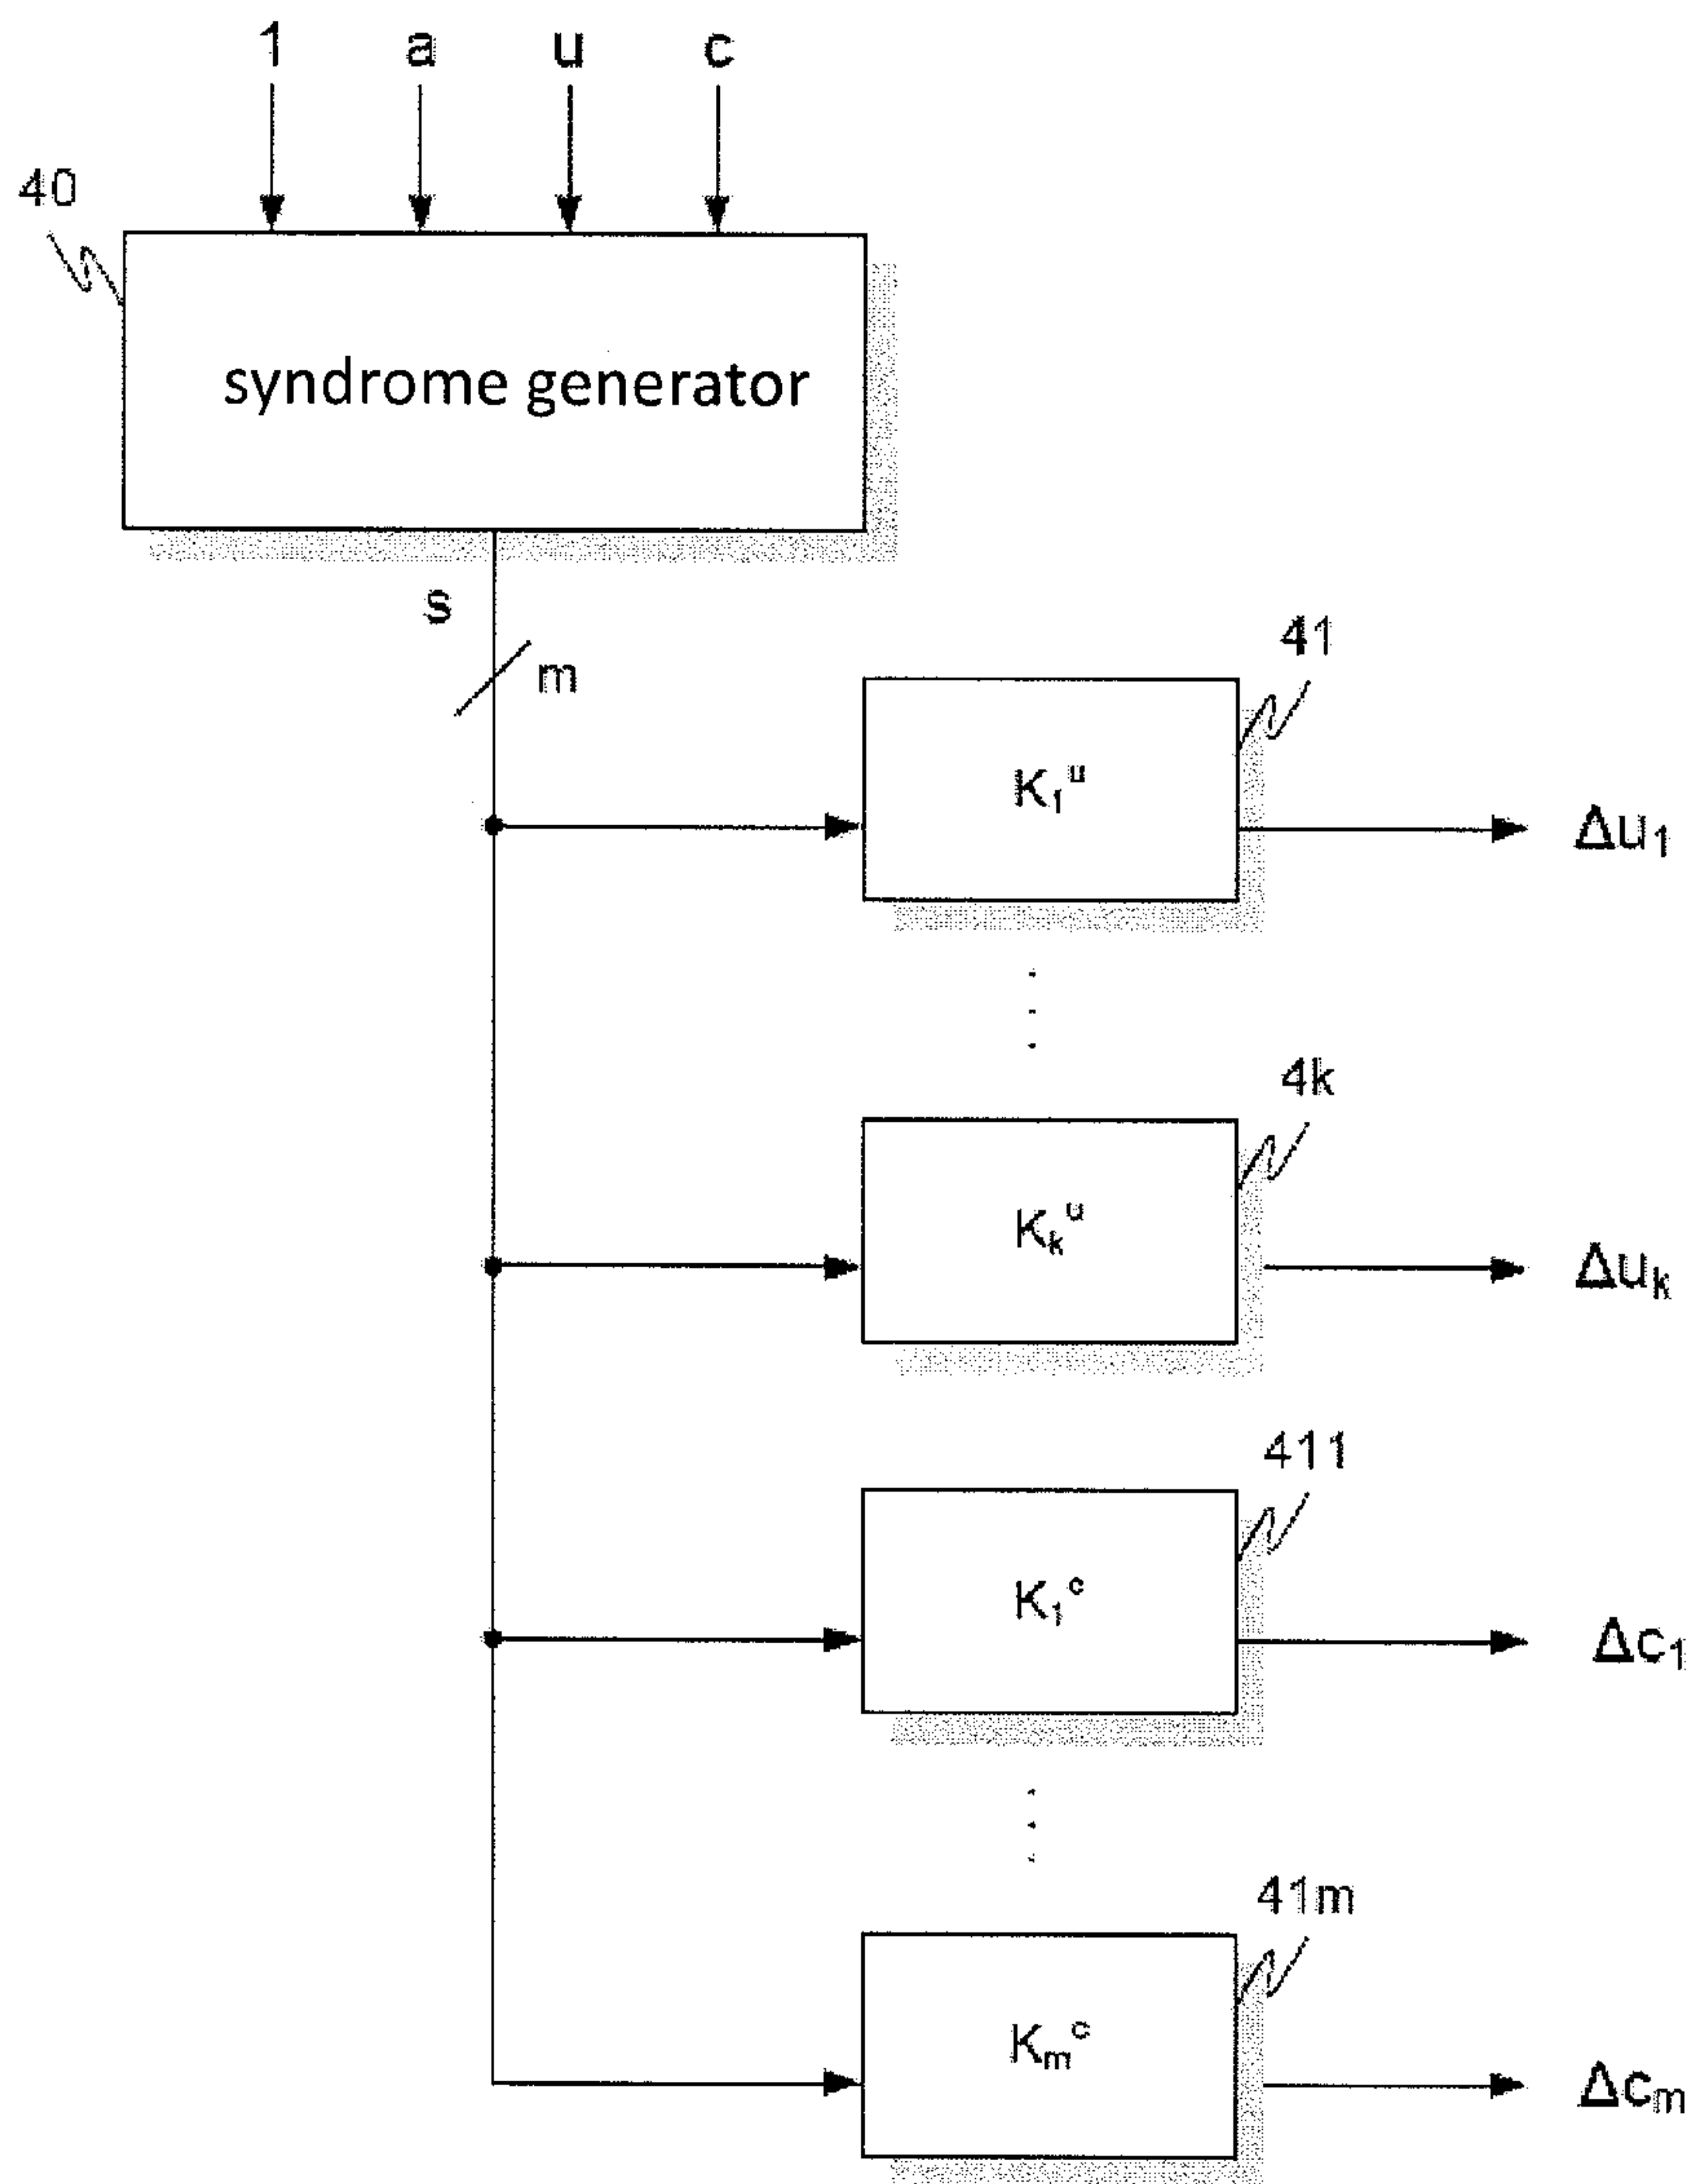 1 a u c
40
syndrome generator
s
m
41
K₁ᵘ
Δu₁
4k
Kₖᵘ
Δuₖ
411
K₁ᶜ
Δc₁
41m
Kₘᶜ
Δcₘ